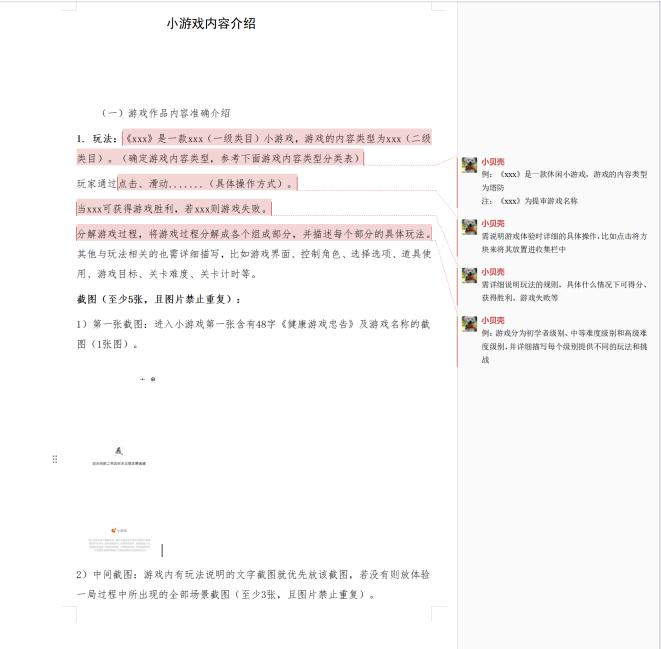 小游戏内容介绍
（一）游戏作品内容准确介绍
1. 玩法：《xxx》是一款xxx（一级类目）小游戏，游戏的内容类型为xxx（二级
类目）。（确定游戏内容类型，参考下面游戏内容类型分类表）
玩家通过点击、滑动.......（具体操作方式）。
当xxx可获得游戏胜利，若xxx则游戏失败。
分解游戏过程，将游戏过程分解成各个组成部分，并描述每个部分的具体玩法。
其他与玩法相关的也需详细描写，比如游戏界面、控制角色、选择选项、道具使
用、游戏目标、关卡难度、关卡计时等。
截图（至少5张，且图片禁止重复）：
1）第一张截图：进入小游戏第一张含有48字《健康游戏忠告》及游戏名称的截
图（1张图）。
小游戏
2）中间截图：游戏内有玩法说明的文字截图就优先放该截图，若没有则放体验
一局过程中所出现的全部场景截图（至少3张，且图片禁止重复）。
小贝壳
例：《xxx》是一款休闲小游戏，游戏的内容类型
为塔防
注：《xxx》为提审游戏名称
小贝壳
需说明游戏体验时详细的具体操作,比如点击将方
块来将其放置进收集栏中
小贝壳
需详细说明玩法的规则，具体什么情况下可得分、
获得胜利，游戏失败等
小贝壳
例：游戏分为初学者级别、中等难度级别和高级难
度级别,并详细描写每个级别提供不同的玩法和挑
战